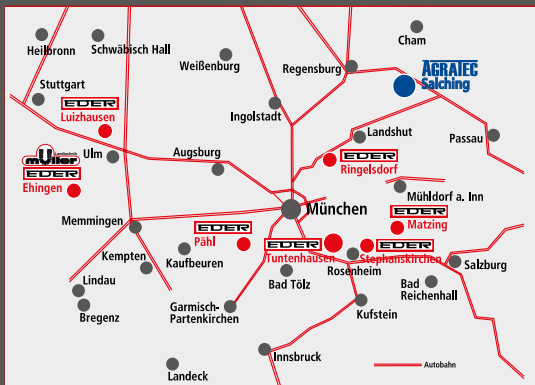 Cham
Heilbronn
Schwäbisch Hall
Weißenburg
Regensburg
AGRATEC
Salching
Stuttgart
EDER
Luizhausen
Ingolstadt
Landshut
Passau
Landtechnik
müller
Ulm
EDER
Ehingen
Augsburg
EDER
Ringelsdorf
Mühldorf a. Inn
München
EDER
Matzing
Memmingen
EDER
Pähl
EDER
Tuntenhausen
EDER
Stephanskirchen
Kempten
Kaufbeuren
Rosenheim
Salzburg
Bad Tölz
Lindau
Bad
Reichenhall
Bregenz
Garmisch-
Partenkirchen
Kufstein
Innsbruck
Landeck
Autobahn